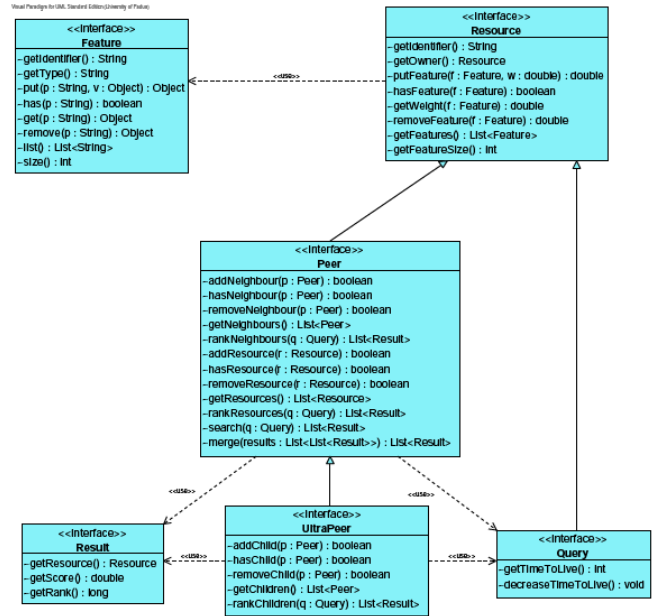 Visual Paradigm for UML Standard Edition(University of Padua)
<<Interface>>
Feature
-getIdentifier() : String
-getType() : String
-put(p : String, v : Object) : Object
-has(p : String) : boolean
-get(p : String) : Object
-remove(p : String) : Object
-list() : List<String>
-size() : int
<<use>>
<<Interface>>
Resource
-getIdentifier() : String
-getOwner() : Resource
-putFeature(f : Feature, w : double) : double
-hasFeature(f : Feature) : boolean
-getWeight(f : Feature) : double
-removeFeature(f : Feature) : double
-getFeatures() : List<Feature>
-getFeatureSize() : int
<<Interface>>
Peer
-addNeighbour(p : Peer) : boolean
-hasNeighbour(p : Peer) : boolean
-removeNeighbour(p : Peer) : boolean
-getNeighbours() : List<Peer>
-rankNeighbours(q : Query) : List<Result>
-addResource(r : Resource) : boolean
-hasResource(r : Resource) : boolean
-removeResource(r : Resource) : boolean
-getResources() : List<Resource>
-rankResources(q : Query) : List<Result>
-search(q : Query) : List<Result>
-merge(results : List<List<Result>>) : List<Result>
<<use>>
<<use>>
<<Interface>>
Result
-getResource() : Resource
-getScore() : double
-getRank() : long
<<use>>
<<Interface>>
UltraPeer
-addChild(p : Peer) : boolean
-hasChild(p : Peer) : boolean
-removeChild(p : Peer) : boolean
-getChildren() : List<Peer>
-rankChildren(q : Query) : List<Result>
<<use>>
<<Interface>>
Query
-getTimeToLive() : int
-decreaseTimeToLive() : void